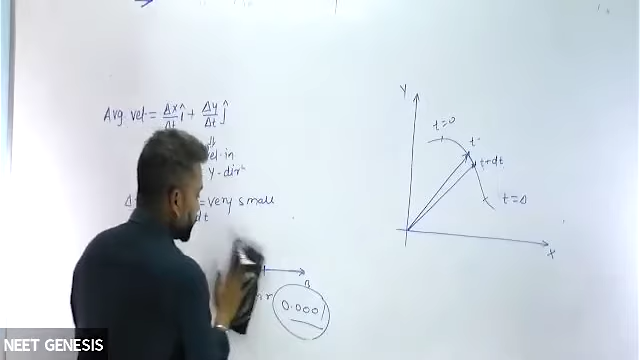 Avg. vel = Δx/Δt î + Δy/Δt ĵ
vel in
Y-dirⁿ
= very small
dt
0.0001
Y
t=0
t
t+dt
t=Δ
X
NEET GENESIS